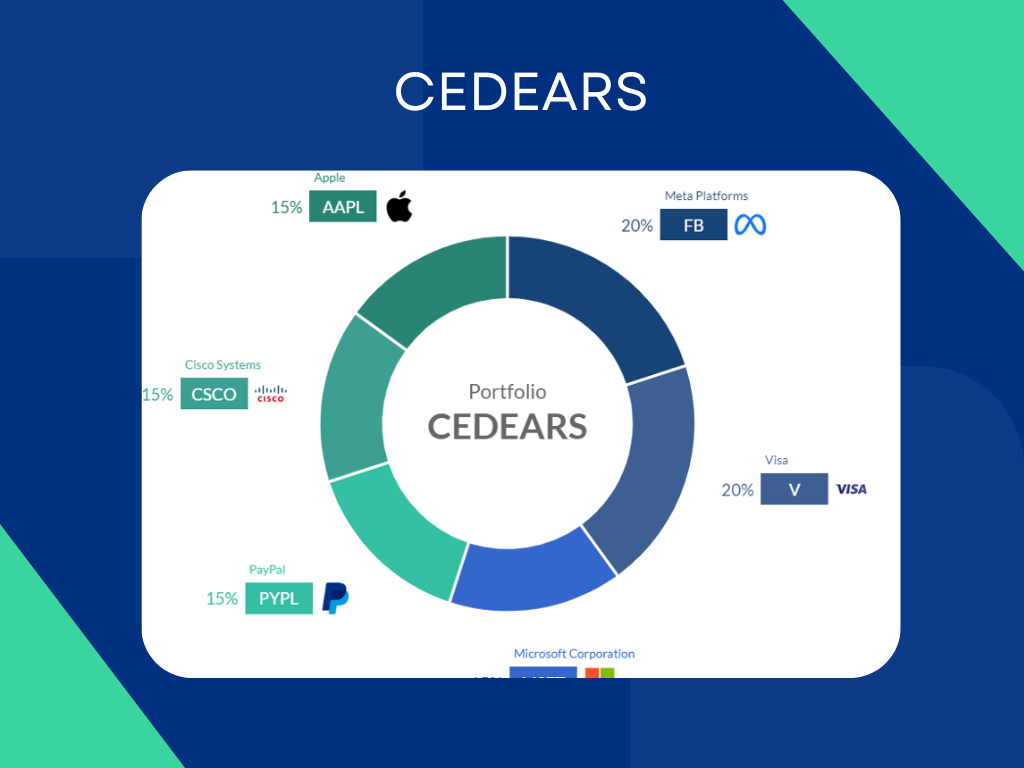 CEDEARS
Apple
15% AAPL
Meta Platforms
20% FB
Cisco Systems
15% CSCO
CISCO
Portfolio
CEDEARS
Visa
20% V VISA
PayPal
15% PYPL
Microsoft Corporation